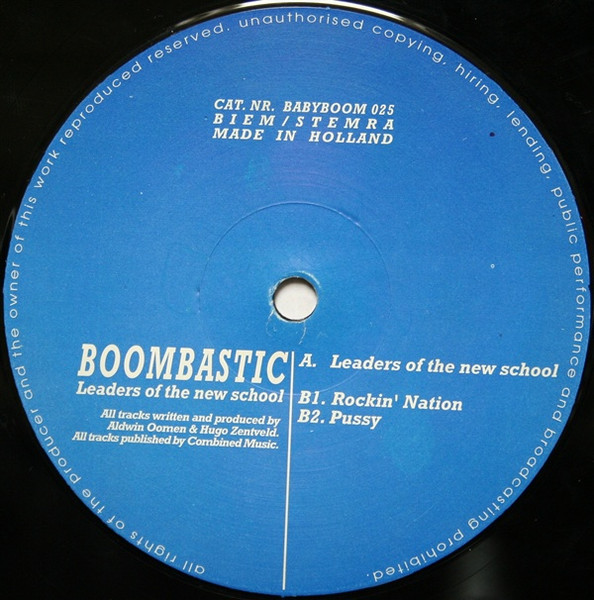 all rights of the producer and the owner of this work reproduced reserved. unauthorised copying, hiring, lending, public performance and broadcasting prohibited.
CAT. NR. BABYBOOM 025
BIEM/STEMRA
MADE IN HOLLAND
BOOMBASTIC
Leaders of the new school
All tracks written and produced by
Aldwin Oomen & Hugo Zentveld.
All tracks published by Combined Music.
A. Leaders of the new school
B1. Rockin' Nation
B2. Pussy